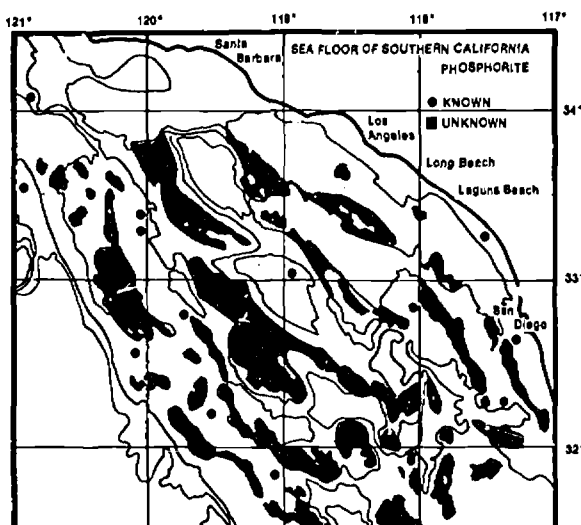 121° 120° 119° 118° 117°
Santa
Barbara
SEA FLOOR OF SOUTHERN CALIFORNIA
PHOSPHORITE
KNOWN
UNKNOWN
34°
Los
Angeles
Long Beach
Laguna Beach
33°
San
Diego
32°